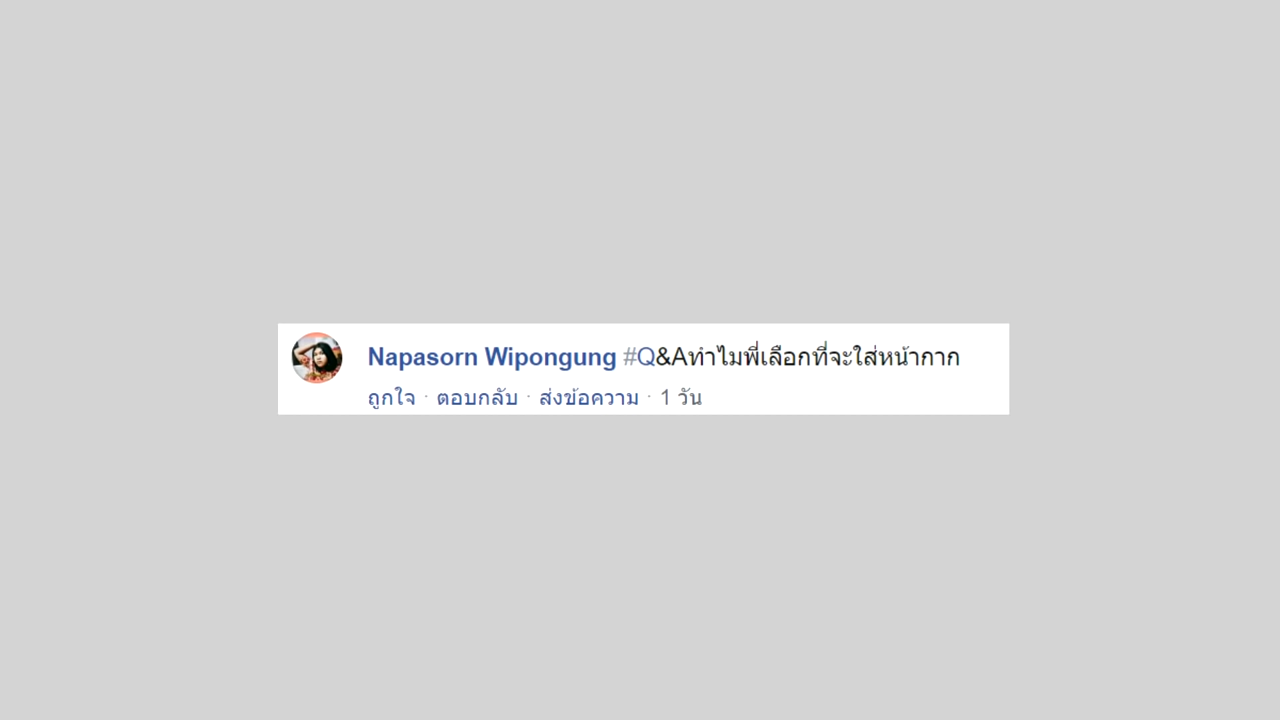 Napasorn Wipongung #Q&Aทำไมพี่เลือกที่จะใส่หน้ากาก
ถูกใจ · ตอบกลับ · ส่งข้อความ · 1 วัน